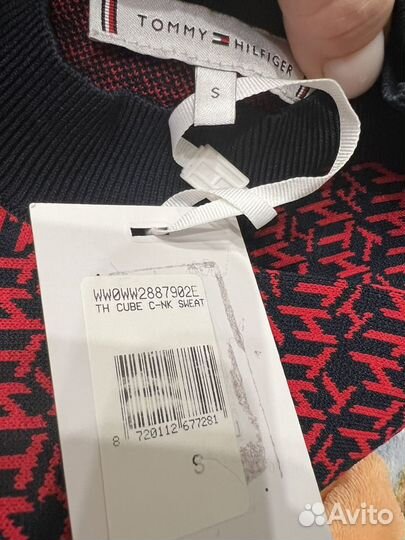 TOMMY HILFIGER
S
WW0WW2887902E
TH CUBE C-NK SWEAT
8 720112 677281
S
Avito